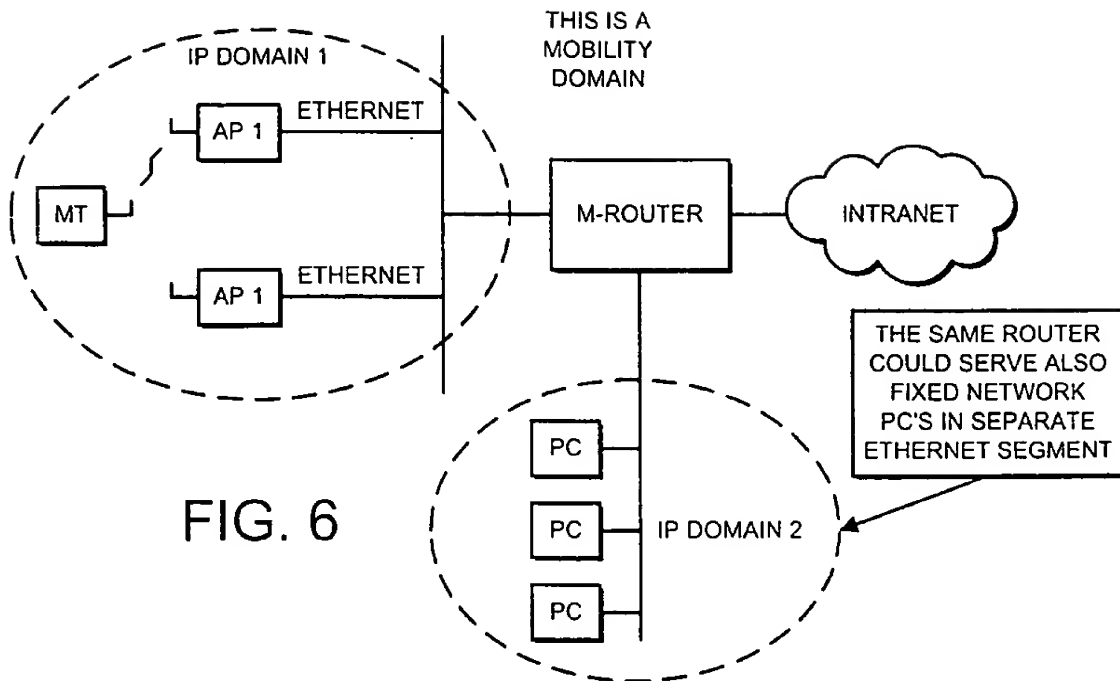 THIS IS A
MOBILITY
DOMAIN
IP DOMAIN 1
ETHERNET
AP 1
MT
M-ROUTER
INTRANET
ETHERNET
AP 1
THE SAME ROUTER
COULD SERVE ALSO
FIXED NETWORK
PC'S IN SEPARATE
ETHERNET SEGMENT
PC
PC
IP DOMAIN 2
PC
FIG. 6